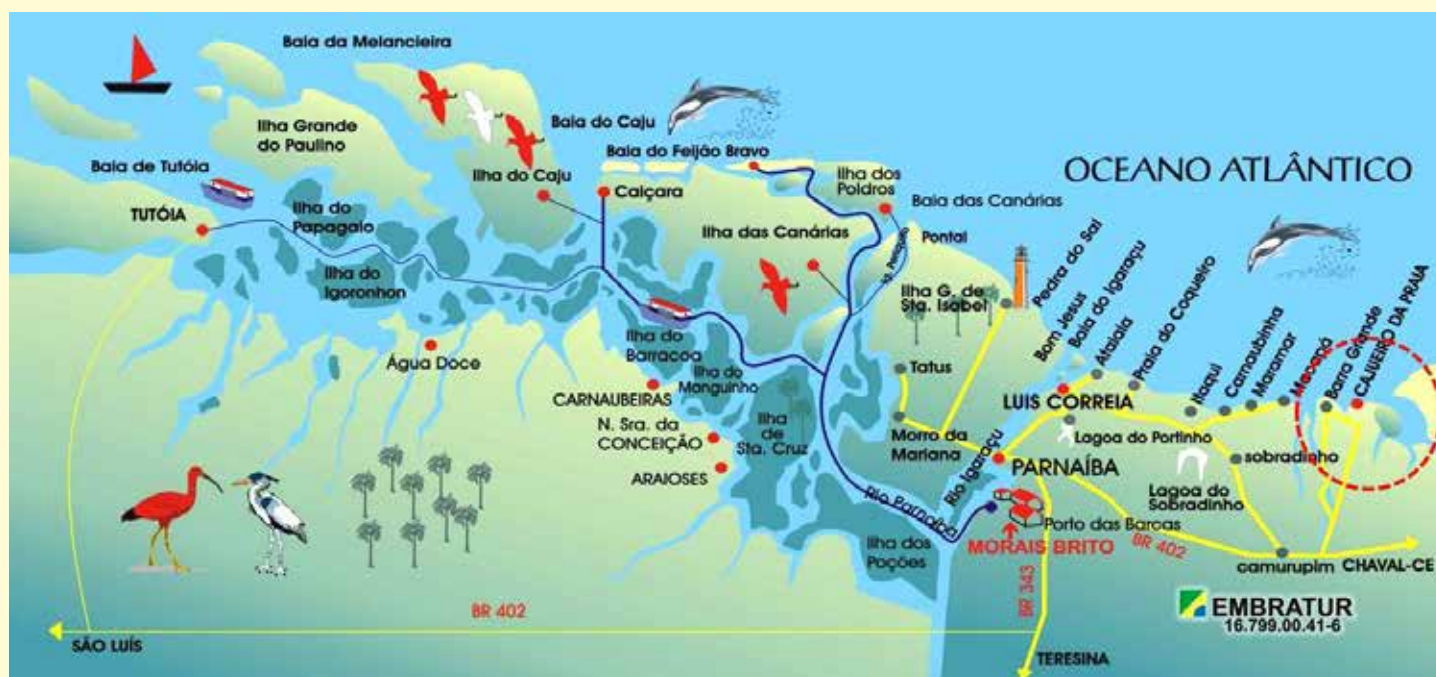 Baia da Melancieira
Ilha Grande
do Paulino
Baia do Caju
Baia do Feijão Bravo
Ilha dos
Poldros
OCEANO ATLÂNTICO
Baia de Tutóia
Ilha do Caju
Caiçara
Baia das Canárias
TUTÓIA
Ilha do
Papagaio
Ilha das Canárias
Pontal
Ilha do
Igoronhon
Ilha G. de
Sta. Isabel
Pedra do Sal
Bom Jesus
Baia do Igaraçu
Atalaia
Praia do Coqueiro
Itaqui
Carnaubinha
Maramar
Macapá
Barra Grande
CAJUEIRO DA PRAIA
Água Doce
Ilha do
Barracoa
Ilha do
Manguinho
Tatus
CARNAUBEIRAS
LUIS CORREIA
N. Sra. da
CONCEIÇÃO
Ilha
de
Sta. Cruz
Morro da
Mariana
Lagoa do Portinho
ARAIOSES
Rio Igaraçu
PARNAÍBA
sobradinho
Lagoa do
Sobradinho
Rio Parnaíba
Porto das Barcas
MORAIS BRITO
BR 402
Ilha dos
Poções
camurupim
CHAVAL-CE
BR 343
BR 402
EMBRATUR
16.799.00.41-6
SÃO LUÍS
TERESINA